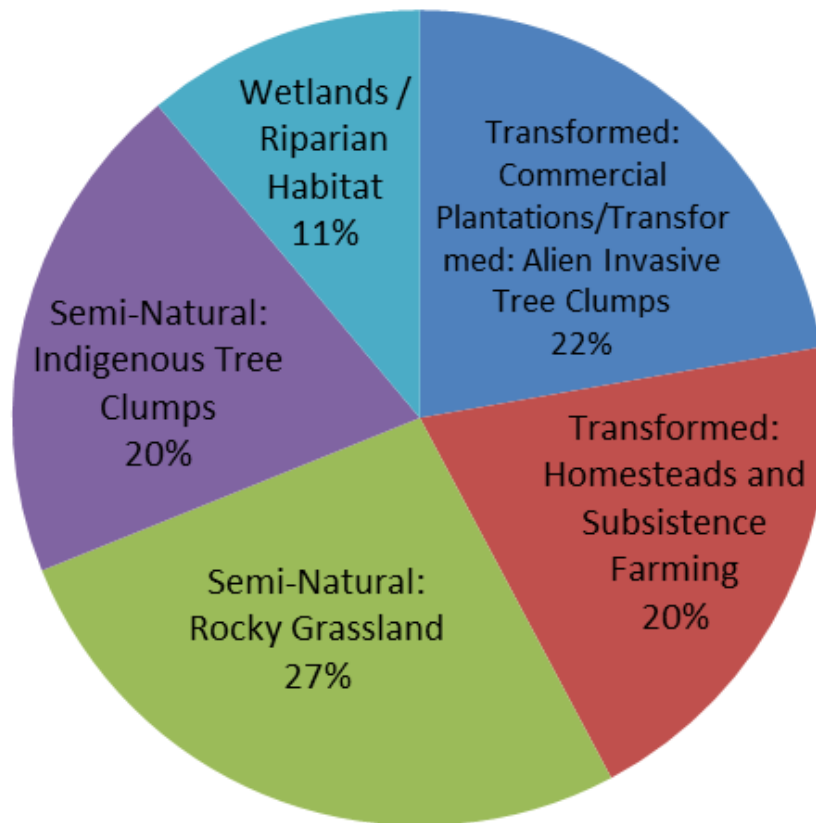 Wetlands /
Riparian
Habitat
11%
Transformed:
Commercial
Plantations/Transfor
med: Alien Invasive
Tree Clumps
22%
Semi-Natural:
Indigenous Tree
Clumps
20%
Transformed:
Homesteads and
Subsistence
Farming
20%
Semi-Natural:
Rocky Grassland
27%